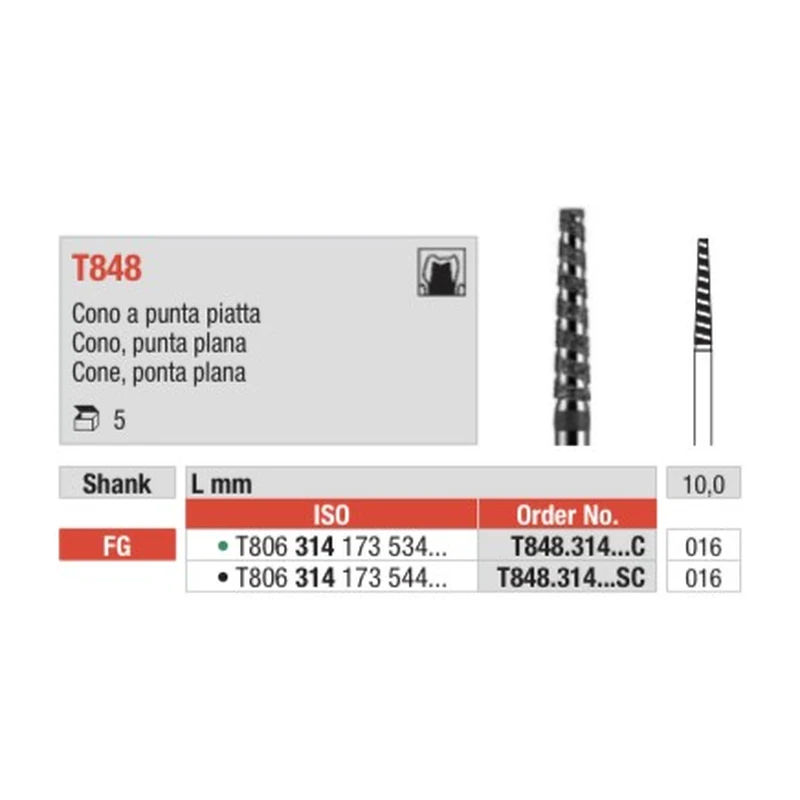 T848
Cono a punta piatta
Cono, punta plana
Cone, ponta plana
5
Shank L mm 10,0
ISO Order No.
FG • T806 314 173 534... T848.314...C 016
• T806 314 173 544... T848.314...SC 016